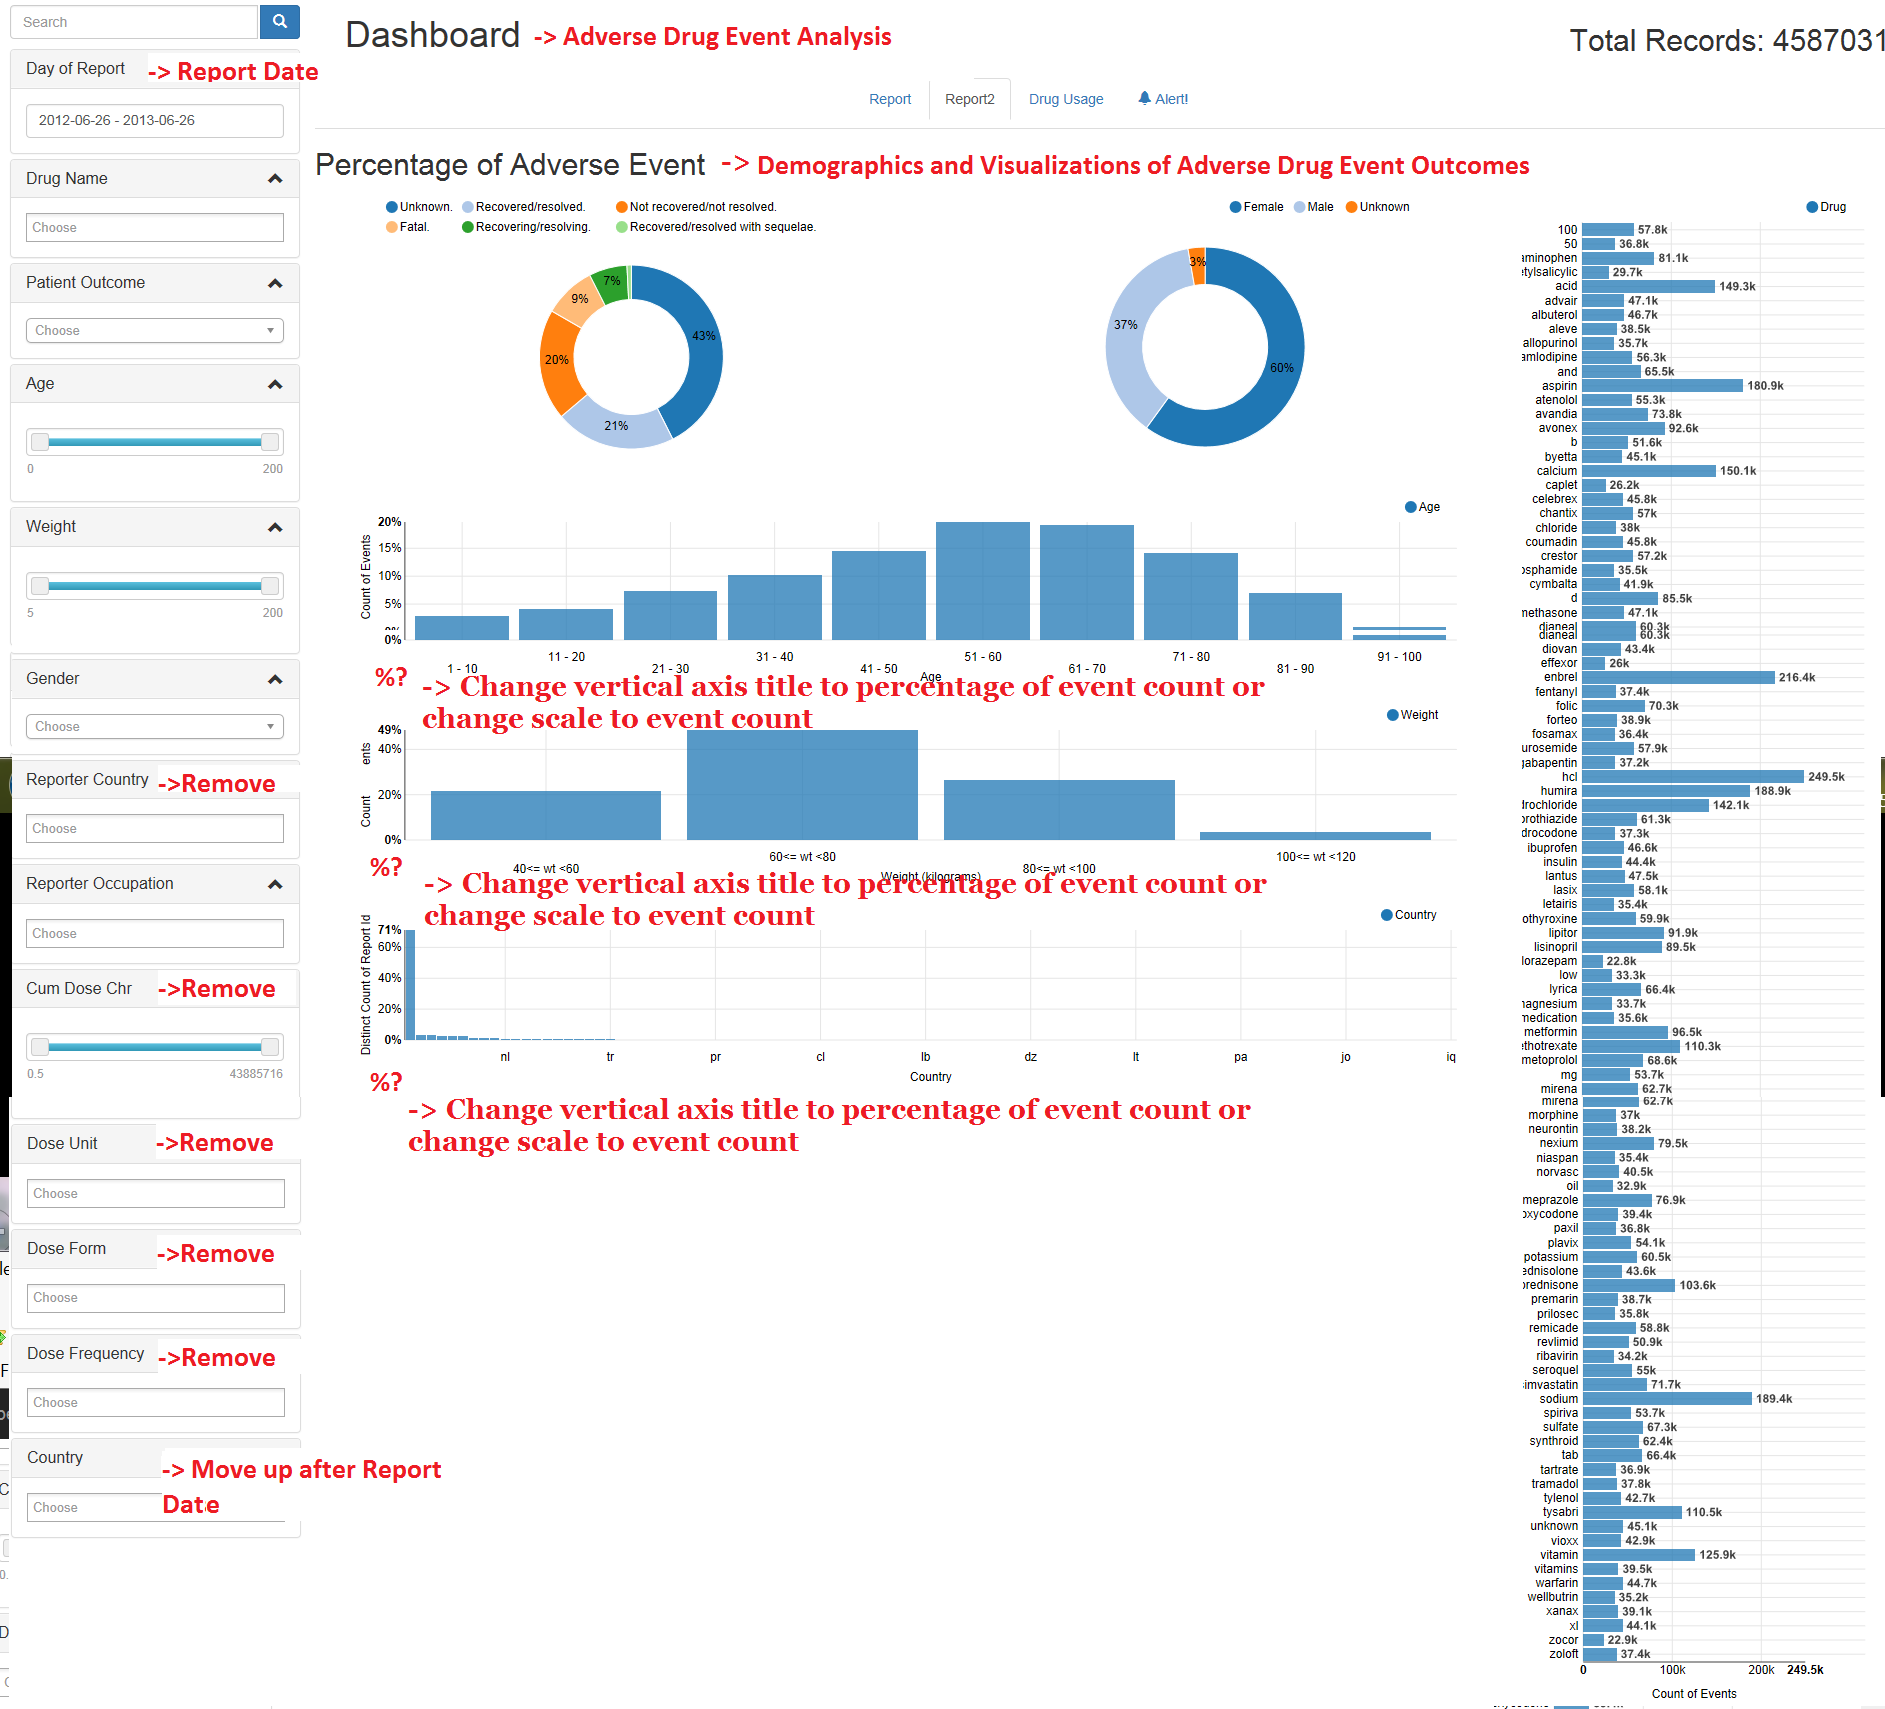 Search
Dashboard -> Adverse Drug Event Analysis
Total Records: 4587031
Day of Report -> Report Date
2012-06-26 - 2013-06-26
Drug Name
Choose
Patient Outcome
Choose
Age
0 200
Weight
5 200
Gender
Choose
Reporter Country ->Remove
Choose
Reporter Occupation
Choose
Cum Dose Chr ->Remove
0.5 43885716
Dose Unit ->Remove
Choose
Dose Form ->Remove
Choose
Dose Frequency ->Remove
Choose
Country -> Move up after Report
Date
Choose
Report Report2 Drug Usage Alert!
Percentage of Adverse Event -> Demographics and Visualizations of Adverse Drug Event Outcomes
Unknown. Recovered/resolved. Not recovered/not resolved.
Fatal. Recovering/resolving. Recovered/resolved with sequelae.
7%
9%
43%
20%
21%
Female Male Unknown
3%
37%
60%
Age
Count of Events
20%
15%
10%
5%
0%
1 - 10 11 - 20 21 - 30 31 - 40 41 - 50 51 - 60 61 - 70 71 - 80 81 - 90 91 - 100
Age
%? -> Change vertical axis title to percentage of event count or
change scale to event count
Weight
Count ents
49%
40%
20%
0%
40<= wt <60 60<= wt <80 80<= wt <100 100<= wt <120
Weight (kilograms)
%? -> Change vertical axis title to percentage of event count or
change scale to event count
Country
Distinct Count of Report Id
71%
60%
40%
20%
0%
nl tr pr cl lb dz lt pa jo iq
Country
%?
-> Change vertical axis title to percentage of event count or
change scale to event count
Drug
100 57.8k
50 36.8k
aminophen 81.1k
etylsalicylic 29.7k
acid 149.3k
advair 47.1k
albuterol 46.7k
aleve 38.5k
allopurinol 35.7k
amlodipine 56.3k
and 65.5k
aspirin 180.9k
atenolol 55.3k
avandia 73.8k
avonex 92.6k
b 51.6k
byetta 45.1k
calcium 150.1k
caplet 26.2k
celebrex 45.8k
chantix 57k
chloride 38k
coumadin 45.8k
crestor 57.2k
osphamide 35.5k
cymbalta 41.9k
d 85.5k
methasone 47.1k
dianeal 60.3k
dianeal 60.3k
diovan 43.4k
effexor 26k
enbrel 216.4k
fentanyl 37.4k
folic 70.3k
forteo 38.9k
fosamax 36.4k
urosemide 57.9k
gabapentin 37.2k
hcl 249.5k
humira 188.9k
drochloride 142.1k
orothiazide 61.3k
drocodone 37.3k
ibuprofen 46.6k
insulin 44.4k
lantus 47.5k
lasix 58.1k
letairis 35.4k
othyroxine 59.9k
lipitor 91.9k
lisinopril 89.5k
lorazepam 22.8k
low 33.3k
lyrica 66.4k
nagnesium 33.7k
medication 35.6k
metformin 96.5k
ethotrexate 110.3k
metoprolol 68.6k
mg 53.7k
mirena 62.7k
mirena 62.7k
morphine 37k
neurontin 38.2k
nexium 79.5k
niaspan 35.4k
norvasc 40.5k
oil 32.9k
meprazole 76.9k
oxycodone 39.4k
paxil 36.8k
plavix 54.1k
potassium 60.5k
ednisolone 43.6k
prednisone 103.6k
premarin 38.7k
prilosec 35.8k
remicade 58.8k
revlimid 50.9k
ribavirin 34.2k
seroquel 55k
simvastatin 71.7k
sodium 189.4k
spiriva 53.7k
sulfate 67.3k
synthroid 62.4k
tab 66.4k
tartrate 36.9k
tramadol 37.8k
tylenol 42.7k
tysabri 110.5k
unknown 45.1k
vioxx 42.9k
vitamin 125.9k
vitamins 39.5k
warfarin 44.7k
wellbutrin 35.2k
xanax 39.1k
xl 44.1k
zocor 22.9k
zoloft 37.4k
0 100k 200k 249.5k
Count of Events